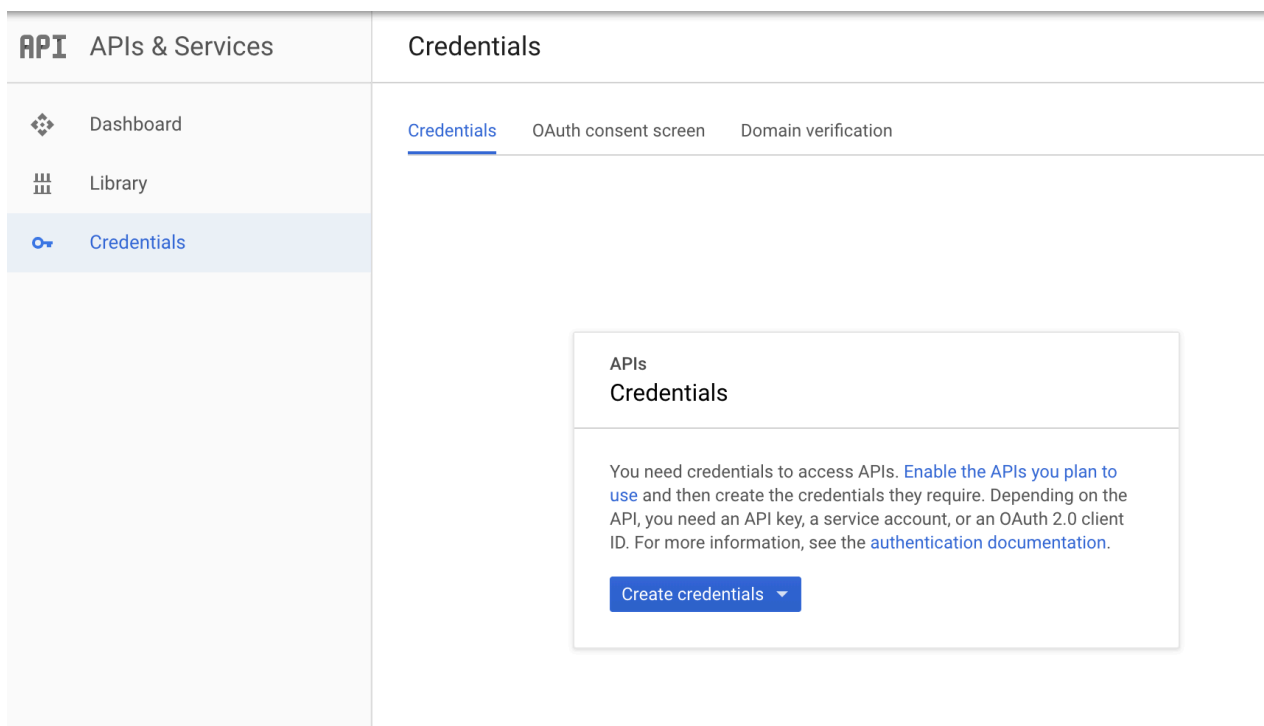 API APIs & Services
Credentials
Dashboard
Library
Credentials
Credentials OAuth consent screen Domain verification
APIs
Credentials
You need credentials to access APIs. Enable the APIs you plan to
use and then create the credentials they require. Depending on the
API, you need an API key, a service account, or an OAuth 2.0 client
ID. For more information, see the authentication documentation.
Create credentials